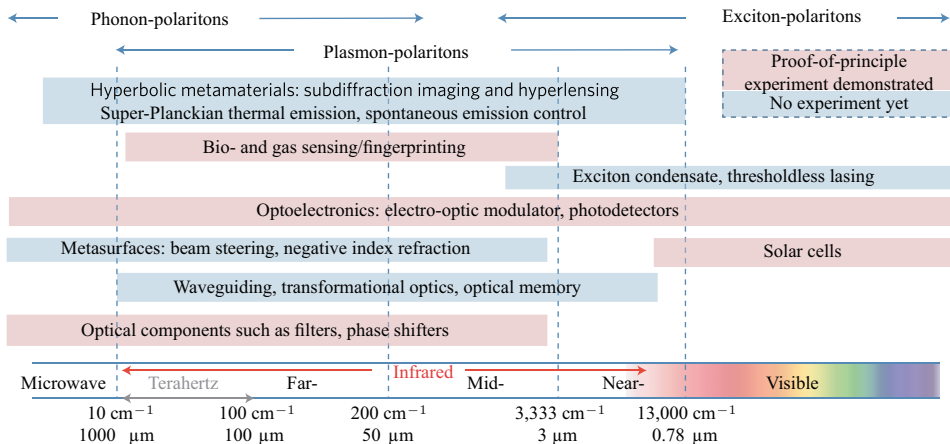 Phonon-polaritons
Exciton-polaritons
Plasmon-polaritons
Proof-of-principle
experiment demonstrated
No experiment yet
Hyperbolic metamaterials: subdiffraction imaging and hyperlensing
Super-Planckian thermal emission, spontaneous emission control
Bio- and gas sensing/fingerprinting
Exciton condensate, thresholdless lasing
Optoelectronics: electro-optic modulator, photodetectors
Metasurfaces: beam steering, negative index refraction
Solar cells
Waveguiding, transformational optics, optical memory
Optical components such as filters, phase shifters
Infrared
Microwave Terahertz Far- Mid- Near- Visible
10 cm⁻¹ 100 cm⁻¹ 200 cm⁻¹ 3,333 cm⁻¹ 13,000 cm⁻¹
1000 µm 100 µm 50 µm 3 µm 0.78 µm